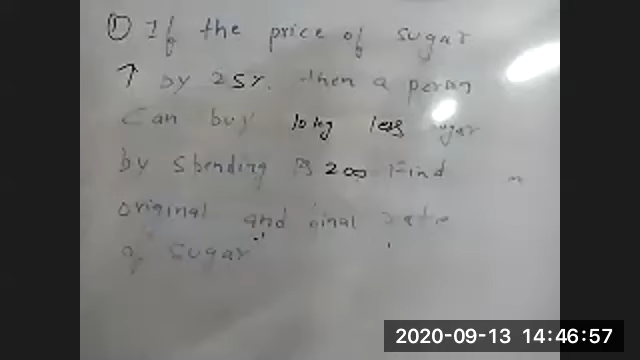 ① If the price of sugar
↑ by 25%. then a person
Can buy 10 kg less sugar
by spending Rs 200 Find
original and final rate
of sugar
2020-09-13 14:46:57